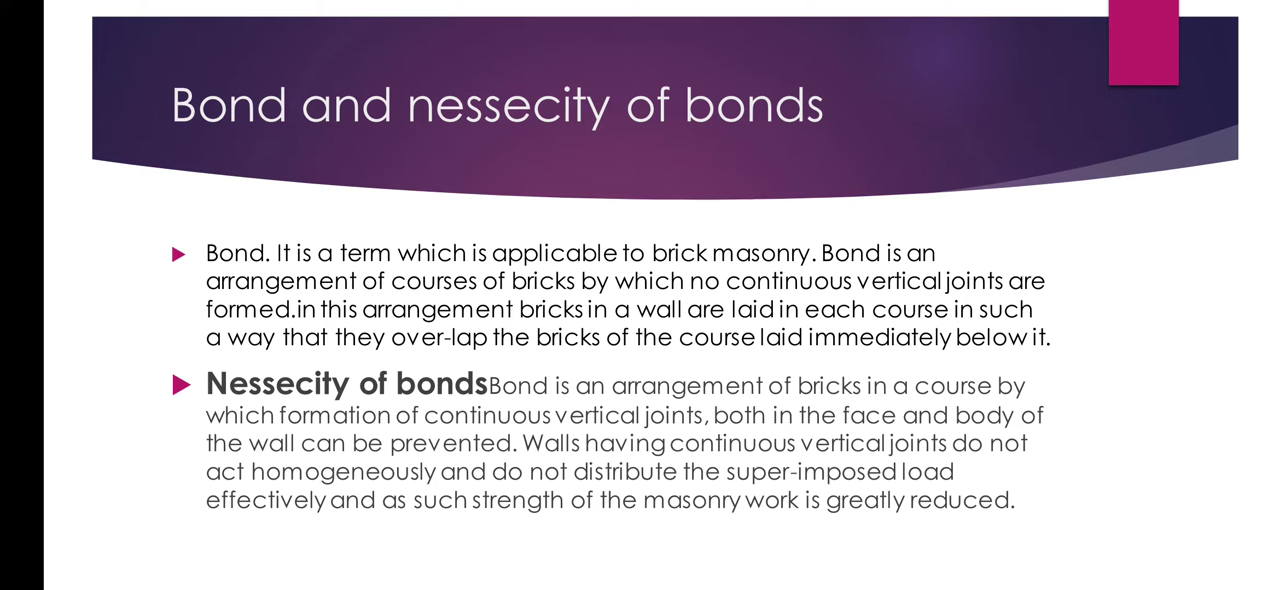 Bond and nessecity of bonds
Bond. It is a term which is applicable to brick masonry. Bond is an
arrangement of courses of bricks by which no continuous vertical joints are
formed.in this arrangement bricks in a wall are laid in each course in such
a way that they over-lap the bricks of the course laid immediately below it.
Nessecity of bondsBond is an arrangement of bricks in a course by
which formation of continuous vertical joints, both in the face and body of
the wall can be prevented. Walls having continuous vertical joints do not
act homogeneously and do not distribute the super-imposed load
effectively and as such strength of the masonry work is greatly reduced.